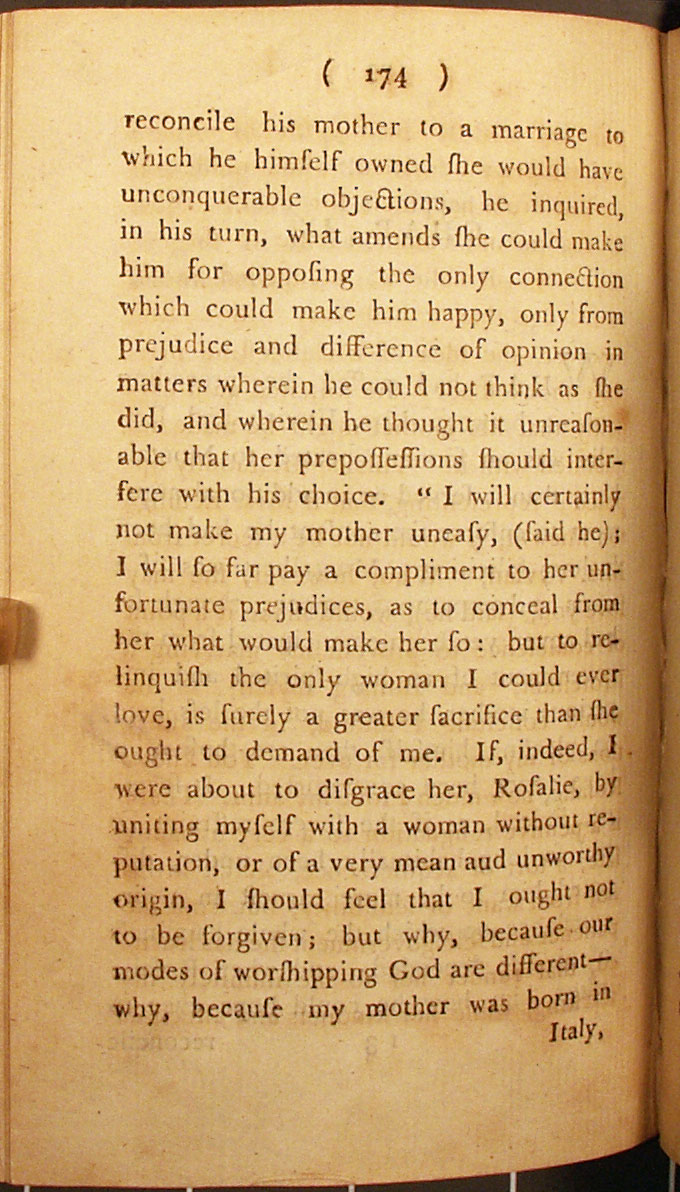 ( 174 )
reconcile his mother to a marriage to
which he himſelf owned ſhe would have
unconquerable objections, he inquired,
in his turn, what amends ſhe could make
him for oppoſing the only connection
which could make him happy, only from
prejudice and difference of opinion in
matters wherein he could not think as ſhe
did, and wherein he thought it unreaſon-
able that her prepoſſeſſions ſhould inter-
fere with his choice. “ I will certainly
not make my mother uneaſy, (ſaid he);
I will ſo far pay a compliment to her un-
fortunate prejudices, as to conceal from
her what would make her ſo: but to re-
linquiſh the only woman I could ever
love, is ſurely a greater ſacrifice than ſhe
ought to demand of me. If, indeed, I
were about to diſgrace her, Roſalie, by
uniting myſelf with a woman without re-
putation, or of a very mean aud unworthy
origin, I ſhould feel that I ought not
to be forgiven; but why, becauſe our
modes of worſhipping God are different—
why, becauſe my mother was born in
Italy,